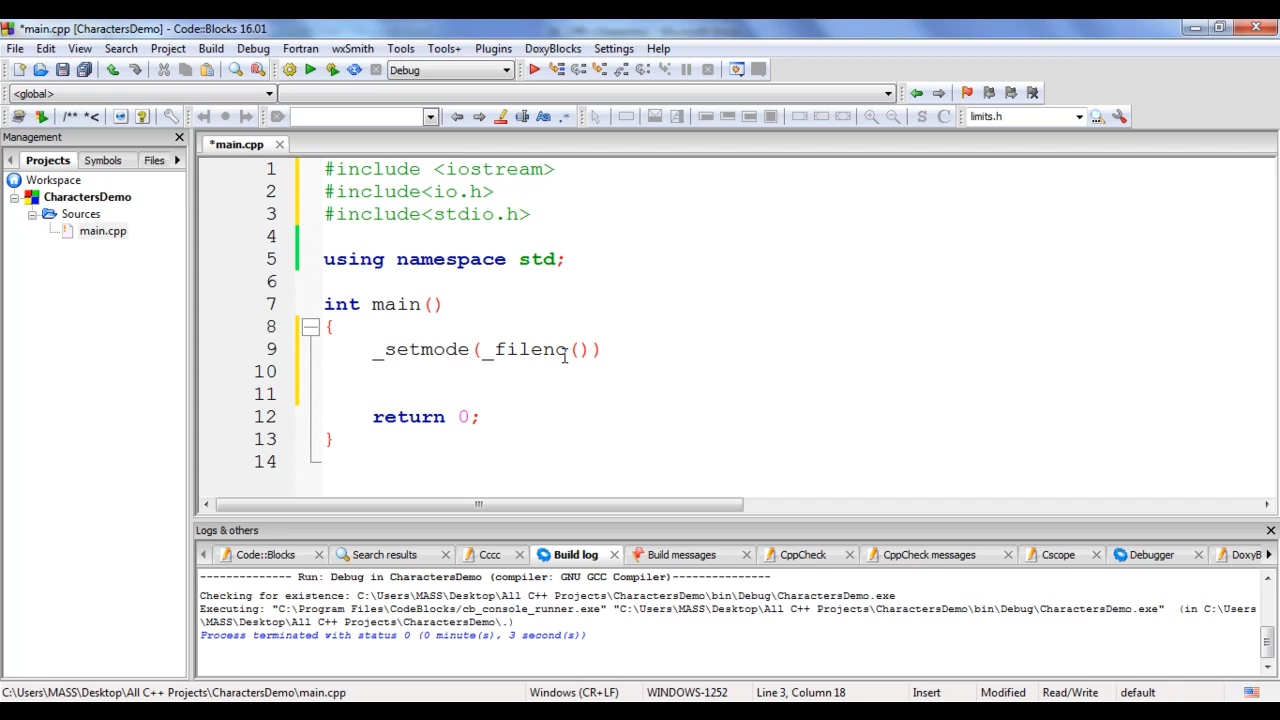 *main.cpp [CharactersDemo] - Code::Blocks 16.01
File Edit View Search Project Build Debug Fortran wxSmith Tools Tools+ Plugins DoxyBlocks Settings Help
Debug
<global>
/** *< Aa .* S C limits.h
Management
*main.cpp
Projects Symbols Files
Workspace
CharactersDemo
Sources
main.cpp
1 #include <iostream>
2 #include<io.h>
3 #include<stdio.h>
4
5 using namespace std;
6
7 int main()
8 {
9 _setmode(_fileno())
10
11
12 return 0;
13 }
14
Logs & others
Code::Blocks Search results Cccc Build log Build messages CppCheck CppCheck messages Cscope Debugger DoxyB
-------------- Run: Debug in CharactersDemo (compiler: GNU GCC Compiler)---------------
Checking for existence: C:\Users\MASS\Desktop\All C++ Projects\CharactersDemo\bin\Debug\CharactersDemo.exe
Executing: "C:\Program Files\CodeBlocks/cb_console_runner.exe" "C:\Users\MASS\Desktop\All C++ Projects\CharactersDemo\bin\Debug\CharactersDemo.exe" (in C:\Users
\MASS\Desktop\All C++ Projects\CharactersDemo\.)
Process terminated with status 0 (0 minute(s), 3 second(s))
C:\Users\MASS\Desktop\All C++ Projects\CharactersDemo\main.cpp Windows (CR+LF) WINDOWS-1252 Line 3, Column 18 Insert Modified Read/Write default